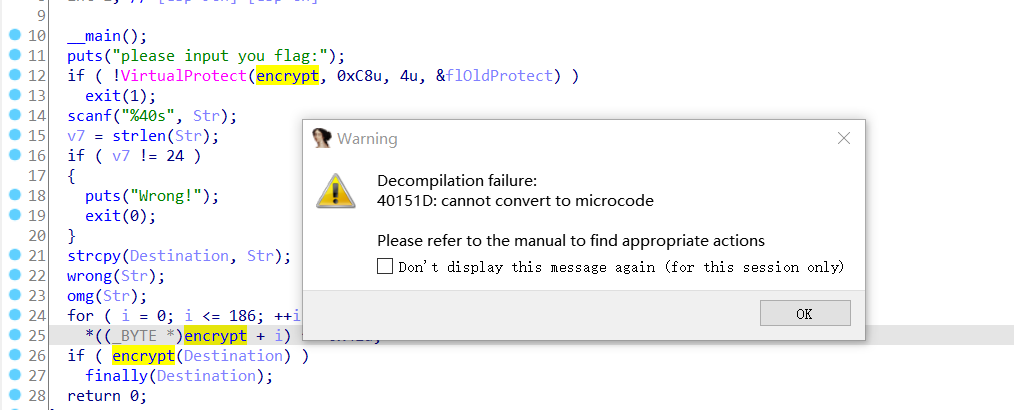 9
10 __main();
11 puts("please input you flag:");
12 if ( !VirtualProtect(encrypt, 0xC8u, 4u, &flOldProtect) )
13 exit(1);
14 scanf("%40s", Str);
15 v7 = strlen(Str);
16 if ( v7 != 24 )
17 {
18 puts("Wrong!");
19 exit(0);
20 }
21 strcpy(Destination, Str);
22 wrong(Str);
23 omg(Str);
24 for ( i = 0; i <= 186; ++i
25 *((_BYTE *)encrypt + i)
26 if ( encrypt(Destination) )
27 finally(Destination);
28 return 0;
Warning
Decompilation failure:
40151D: cannot convert to microcode
Please refer to the manual to find appropriate actions
Don't display this message again (for this session only)
OK